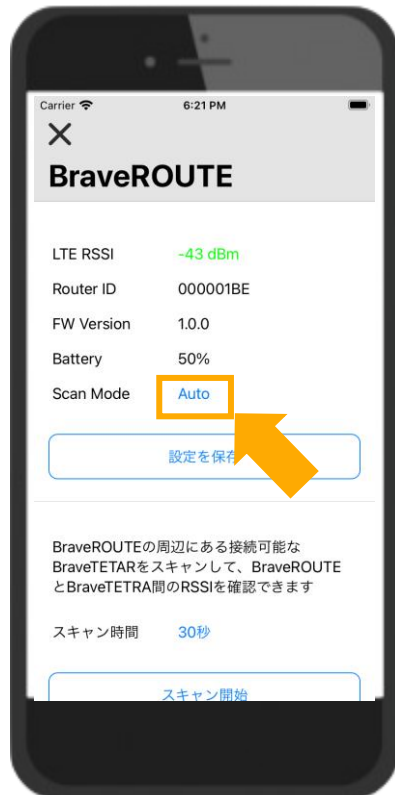 Carrier 6:21 PM
BraveROUTE
LTE RSSI -43 dBm
Router ID 000001BE
FW Version 1.0.0
Battery 50%
Scan Mode Auto
設定を保存
BraveROUTEの周辺にある接続可能な
BraveTETARをスキャンして、BraveROUTE
とBraveTETRA間のRSSIを確認できます
スキャン時間 30秒
スキャン開始